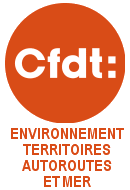 Cfdt:
ENVIRONNEMENT
TERRITOIRES
AUTOROUTES
ET MER